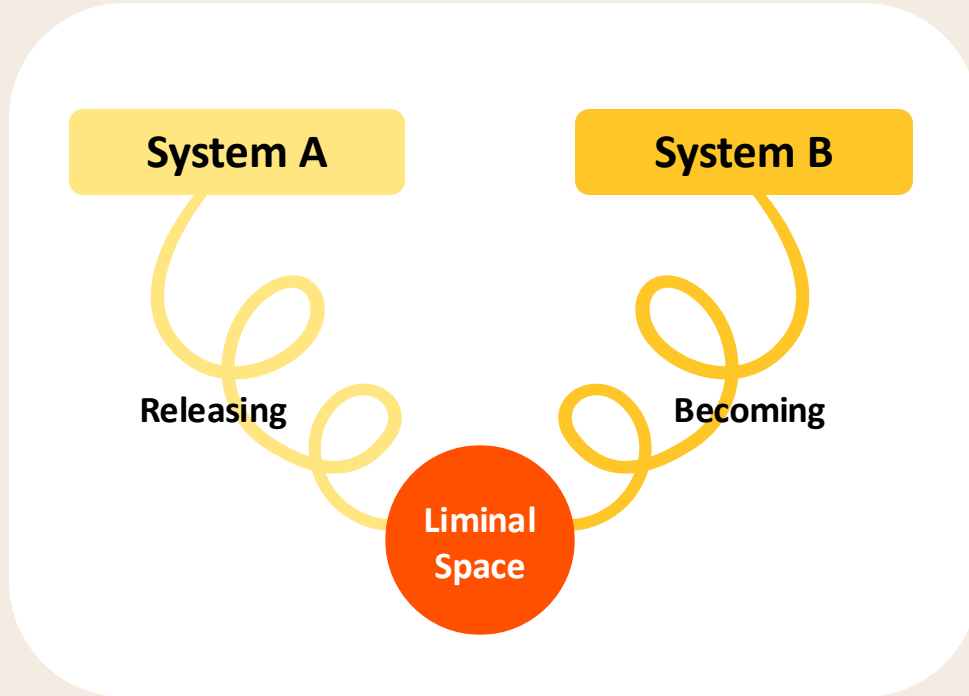 System A
System B
Releasing
Becoming
Liminal
Space